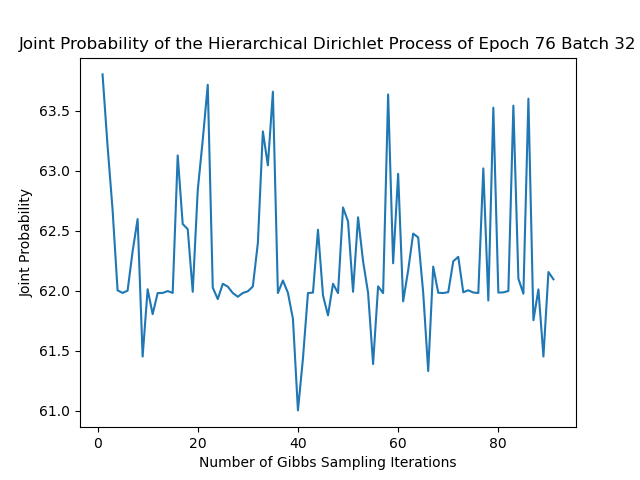 Joint Probability of the Hierarchical Dirichlet Process of Epoch 76 Batch 32
63.5
63.0
62.5
62.0
61.5
61.0
Joint Probability
0 20 40 60 80
Number of Gibbs Sampling Iterations